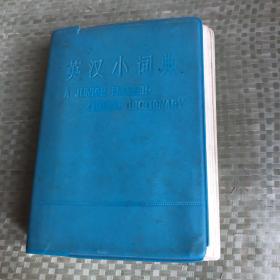 英汉小词典
A JUNIOR ENGLISH-
CHINESE DICTIONARY